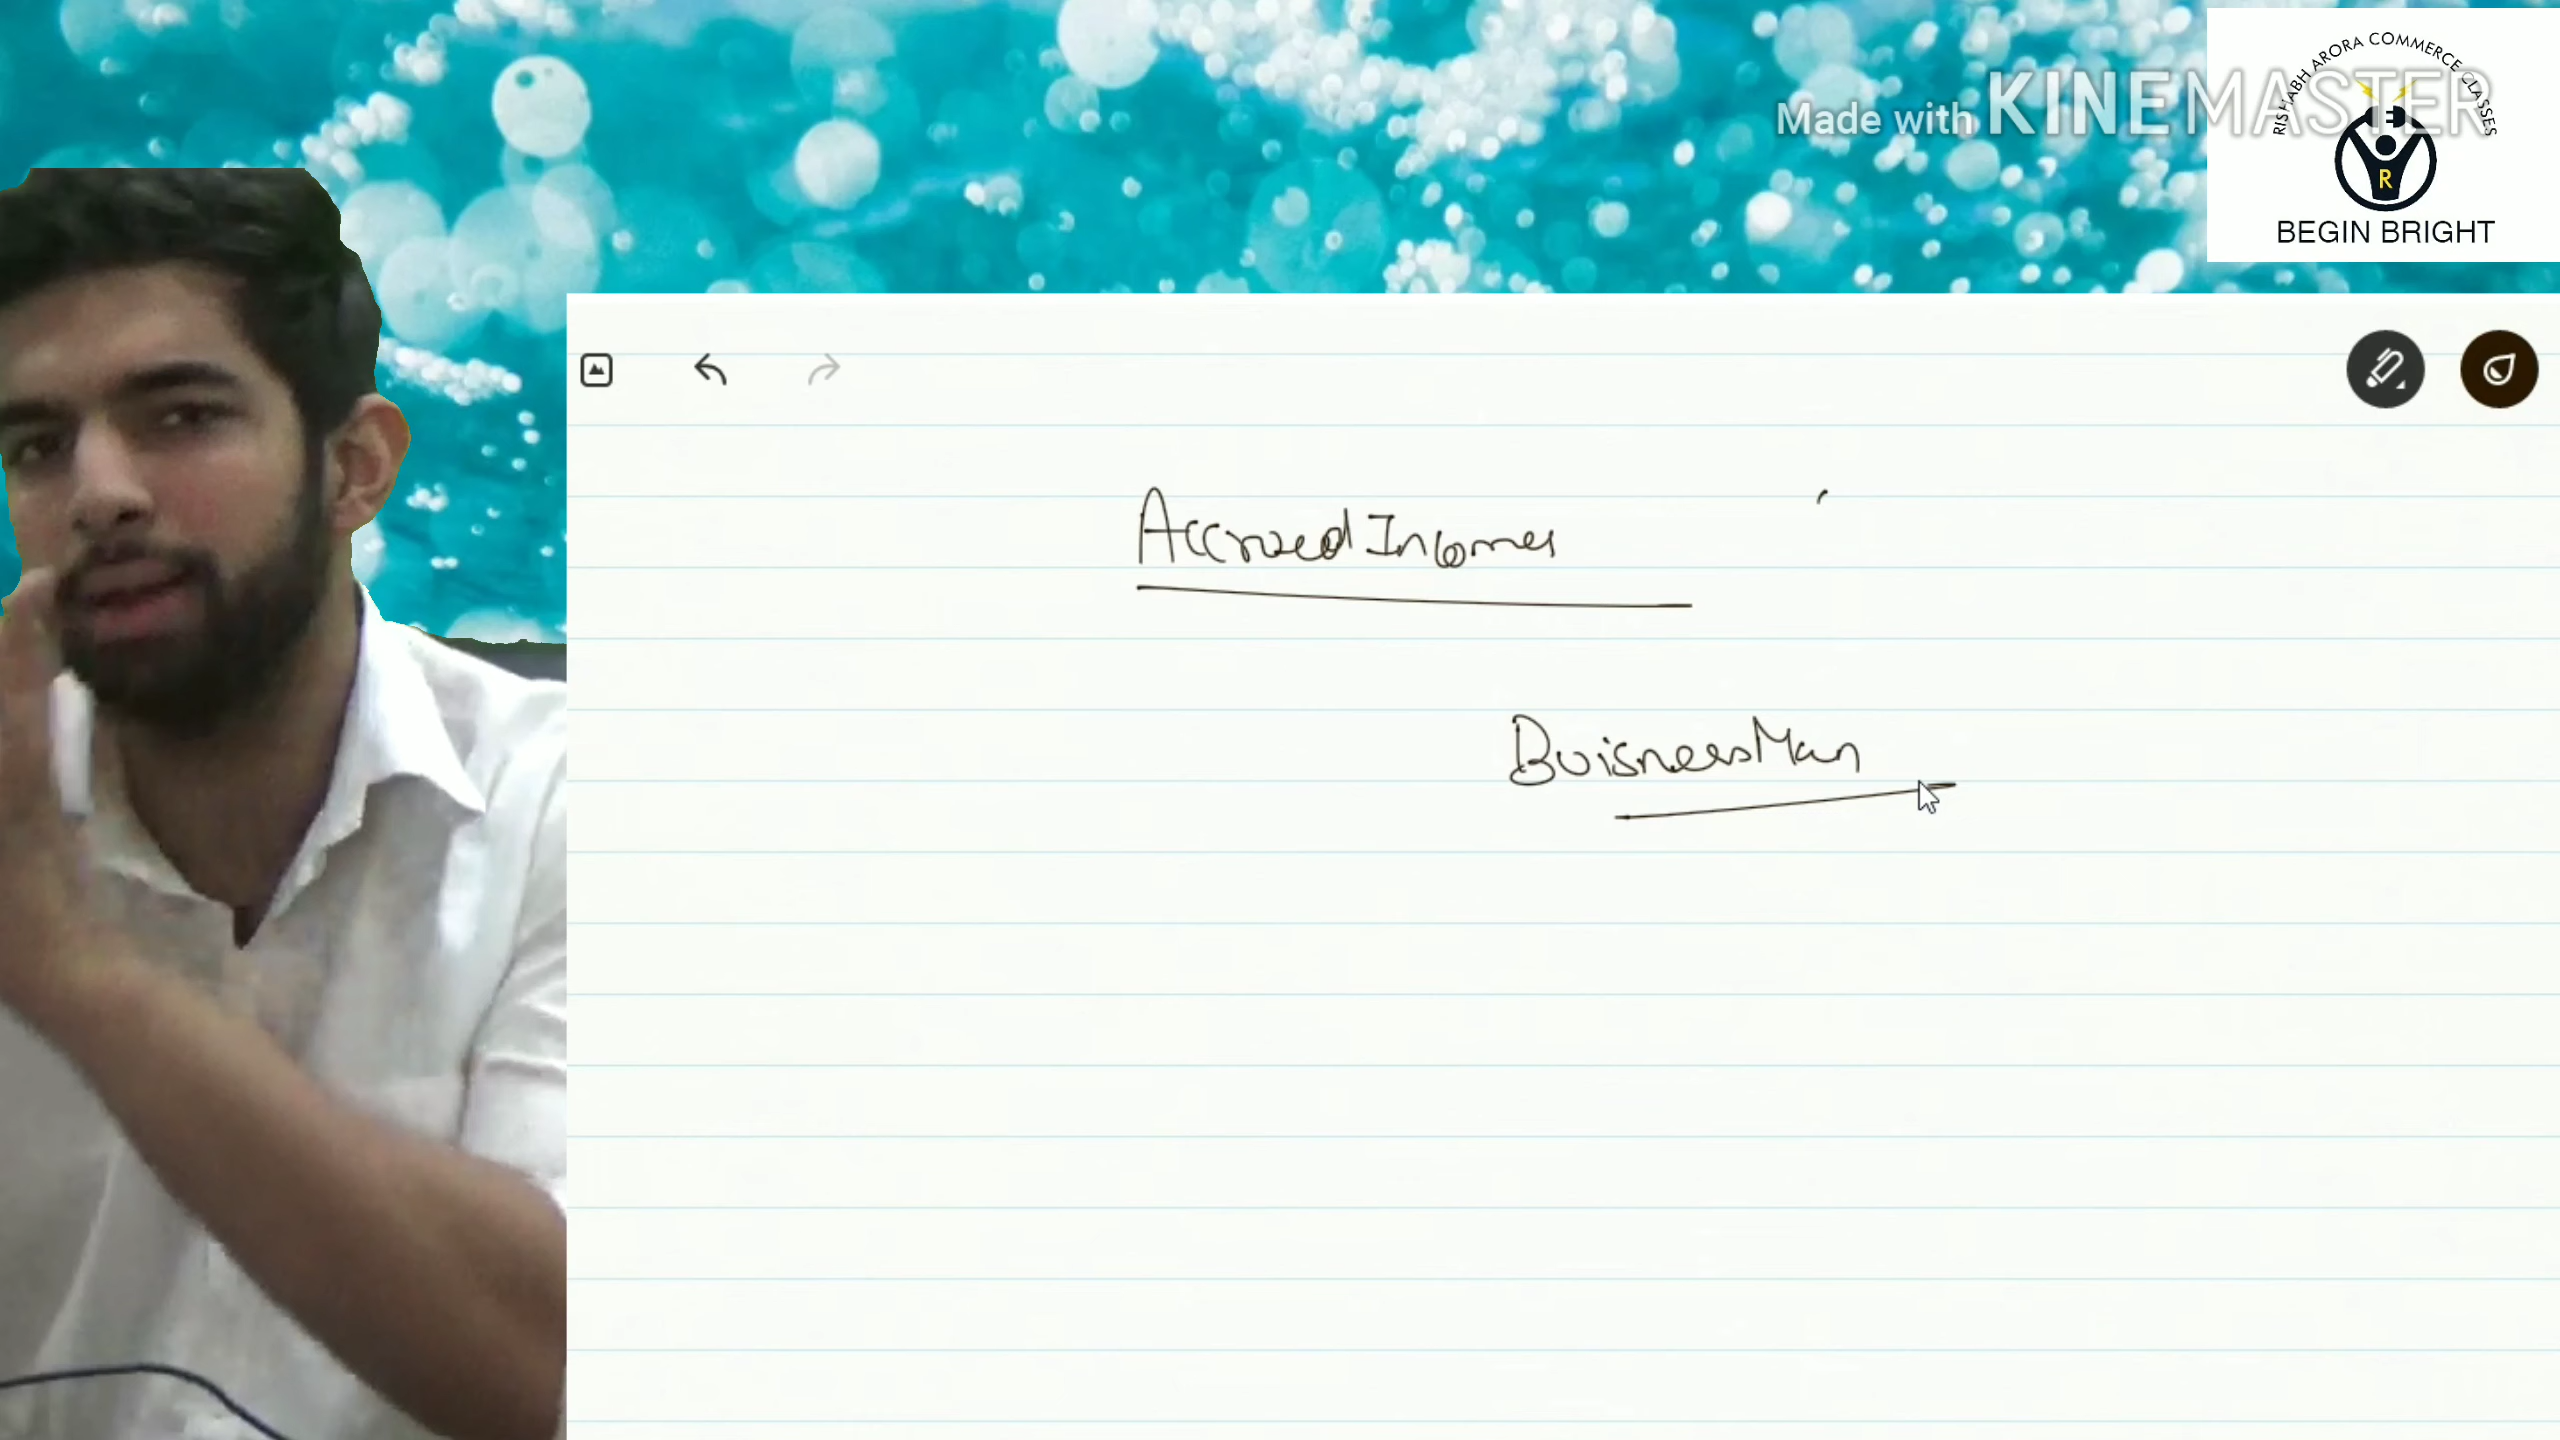 RISHABH ARORA COMMERCE CLASSES
Made with KINEMASTER
R
BEGIN BRIGHT
Accrued Incomes
BuisnessMan